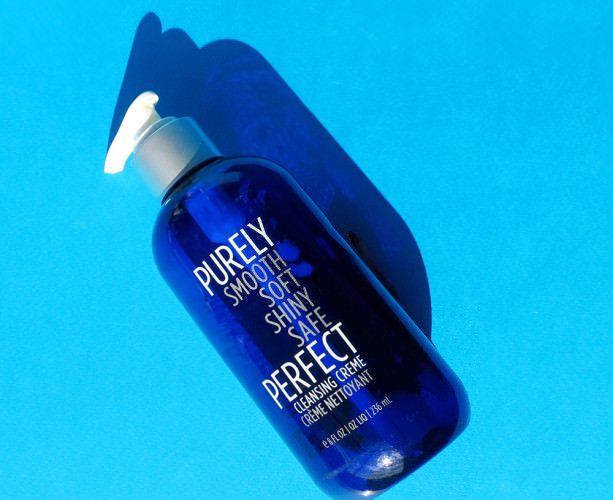 PURELY
SMOOTH
SOFT
SHINY
SAFE
PERFECT
CLEANSING CREME
CRÈME NETTOYANT
℮ 8 FL OZ | OZ LIQ | 236 mL